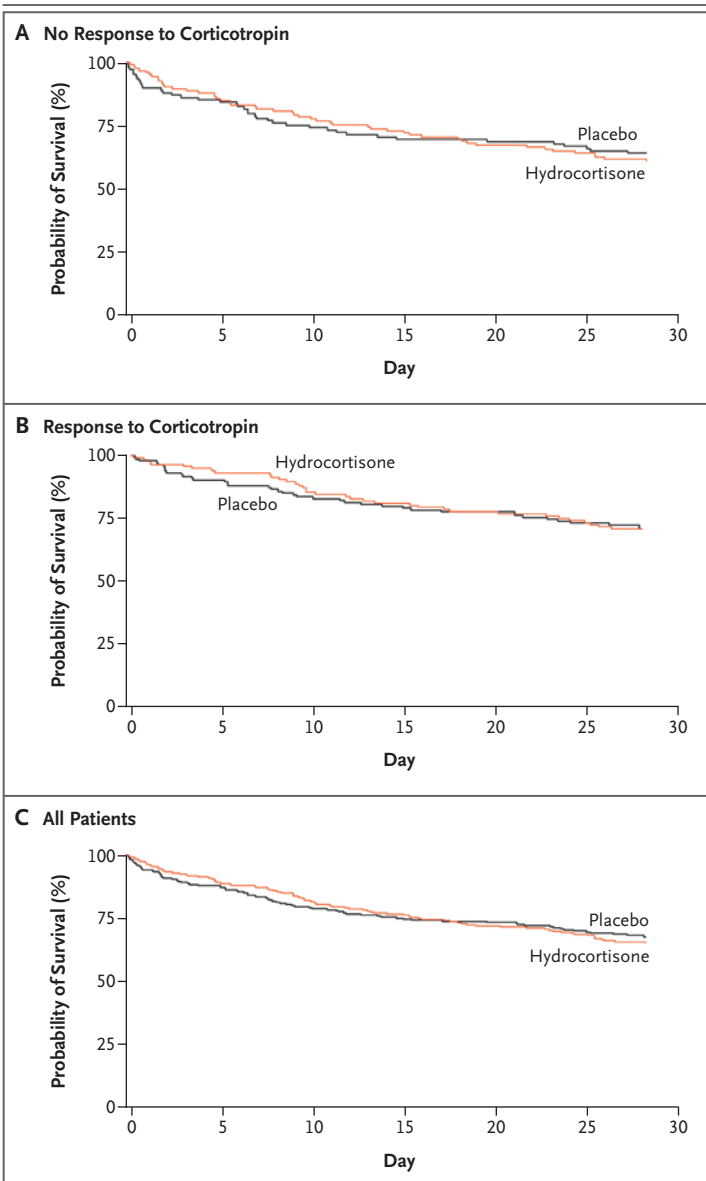 A No Response to Corticotropin
Probability of Survival (%)
100
75
50
25
0
Placebo
Hydrocortisone
0 5 10 15 20 25 30
Day
B Response to Corticotropin
Probability of Survival (%)
100
75
50
25
0
Hydrocortisone
Placebo
0 5 10 15 20 25 30
Day
C All Patients
Probability of Survival (%)
100
75
50
25
0
Placebo
Hydrocortisone
0 5 10 15 20 25 30
Day